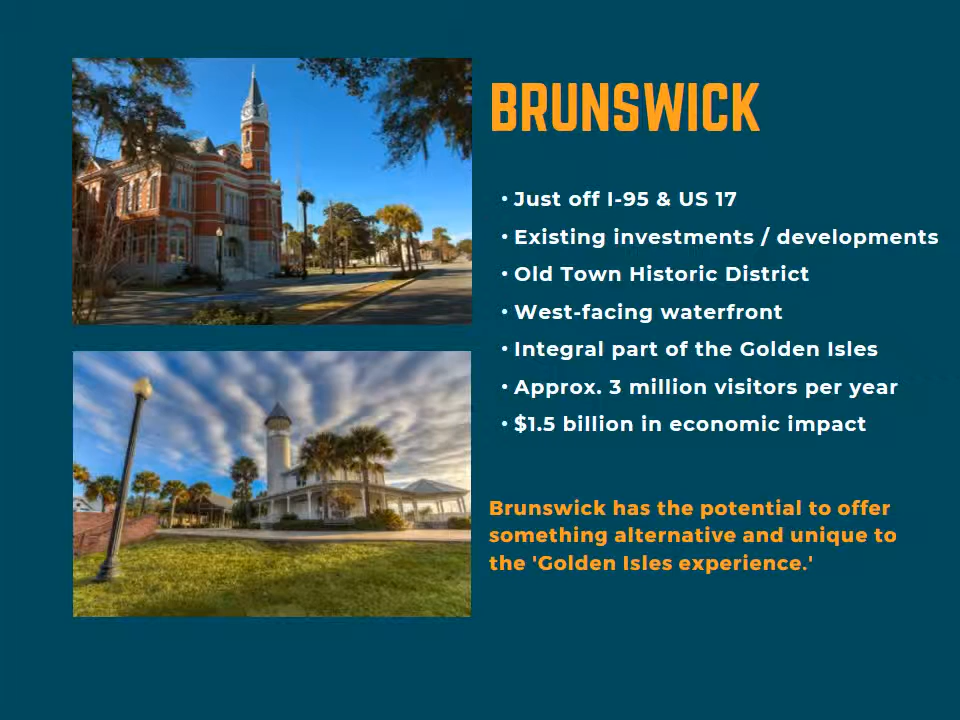 BRUNSWICK
• Just off I-95 & US 17
• Existing investments / developments
• Old Town Historic District
• West-facing waterfront
• Integral part of the Golden Isles
• Approx. 3 million visitors per year
• $1.5 billion in economic impact
Brunswick has the potential to offer
something alternative and unique to
the 'Golden Isles experience.'